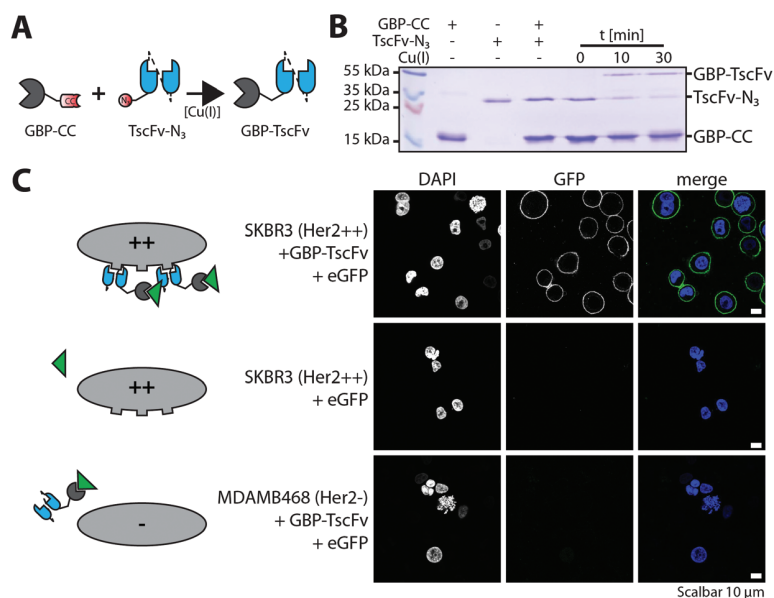 A
CC
N₃
[Cu(I)]
GBP-CC
TscFv-N₃
GBP-TscFv
B
GBP-CC + - +
TscFv-N₃ - + +
t [min]
Cu(I) - - - 0 10 30
55 kDa
35 kDa
25 kDa
15 kDa
GBP-TscFv
TscFv-N₃
GBP-CC
C
DAPI GFP merge
++
SKBR3 (Her2++)
+GBP-TscFv
+ eGFP
++
SKBR3 (Her2++)
+ eGFP
-
MDAMB468 (Her2-)
+ GBP-TscFv
+ eGFP
Scalbar 10 µm